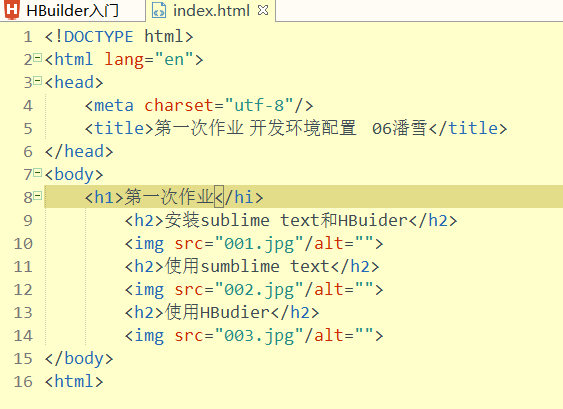 HBuilder入门 index.html
1 <!DOCTYPE html>
2 <html lang="en">
3 <head>
4 <meta charset="utf-8"/>
5 <title>第一次作业 开发环境配置 06潘雪</title>
6 </head>
7 <body>
8 <h1>第一次作业</hi>
9 <h2>安装sublime text和HBuider</h2>
10 <img src="001.jpg"/alt="">
11 <h2>使用sumblime text</h2>
12 <img src="002.jpg"/alt="">
13 <h2>使用HBudier</h2>
14 <img src="003.jpg"/alt="">
15 </body>
16 <html>